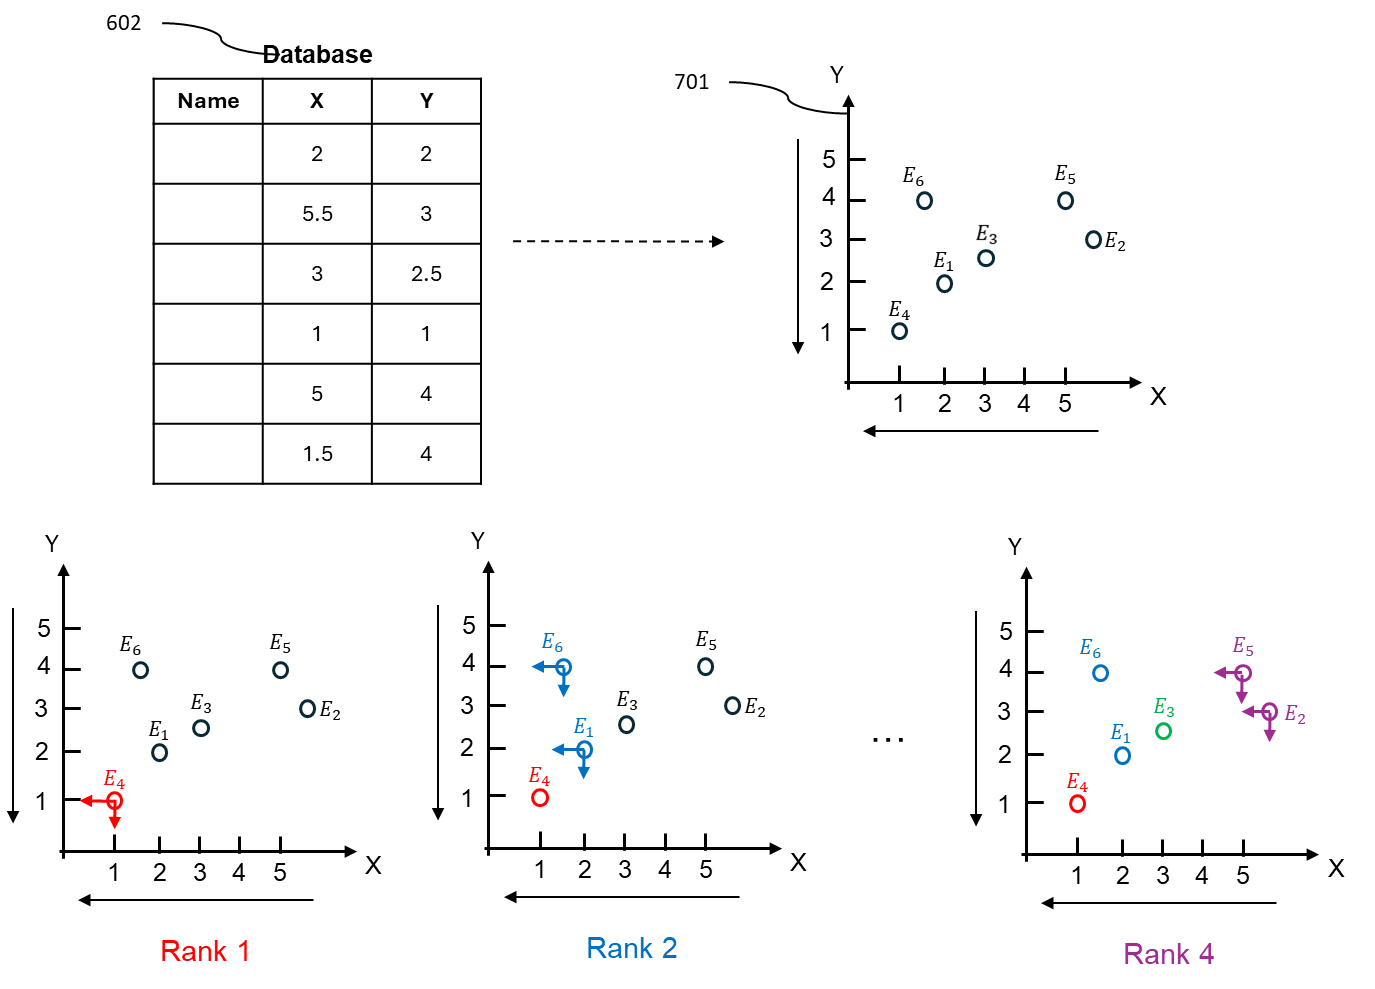 602
Database
Name X Y
2 2
5.5 3
3 2.5
1 1
5 4
1.5 4
701
Y
5
4
3
2
1
E6
E5
E3
E2
E1
E4
1 2 3 4 5
X
Y
5
4
3
2
1
E6
E5
E3
E2
E1
E4
1 2 3 4 5
X
Rank 1
Y
5
4
3
2
1
E6
E5
E3
E2
E1
E4
1 2 3 4 5
X
Rank 2
...
Y
5
4
3
2
1
E6
E5
E3
E2
E1
E4
1 2 3 4 5
X
Rank 4